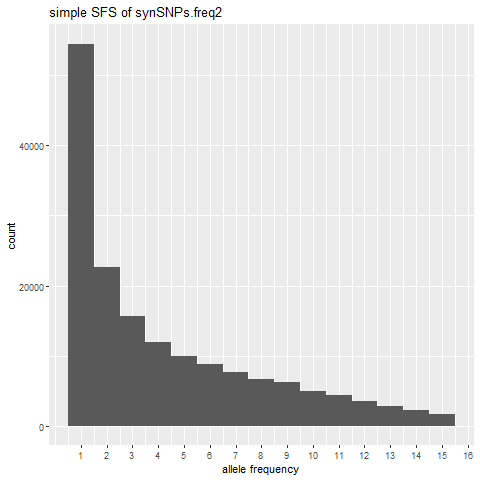 simple SFS of synSNPs.freq2
count
40000
20000
0
1 2 3 4 5 6 7 8 9 10 11 12 13 14 15 16
allele frequency